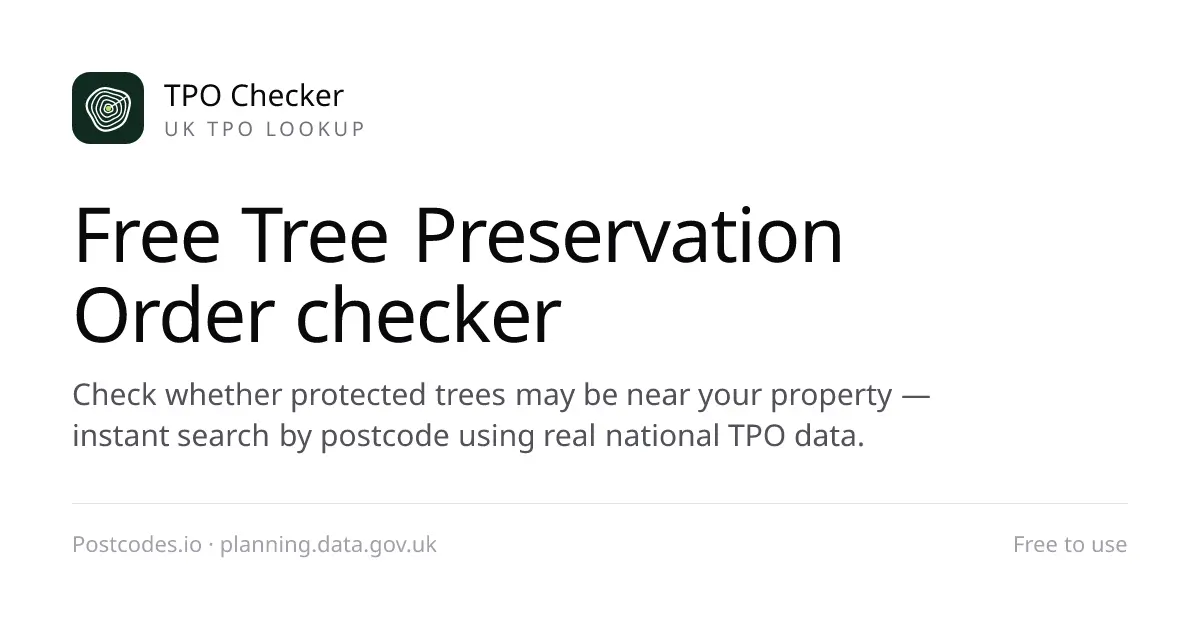 TPO Checker
UK TPO LOOKUP
Free Tree Preservation
Order checker
Check whether protected trees may be near your property —
instant search by postcode using real national TPO data.
Postcodes.io · planning.data.gov.uk
Free to use